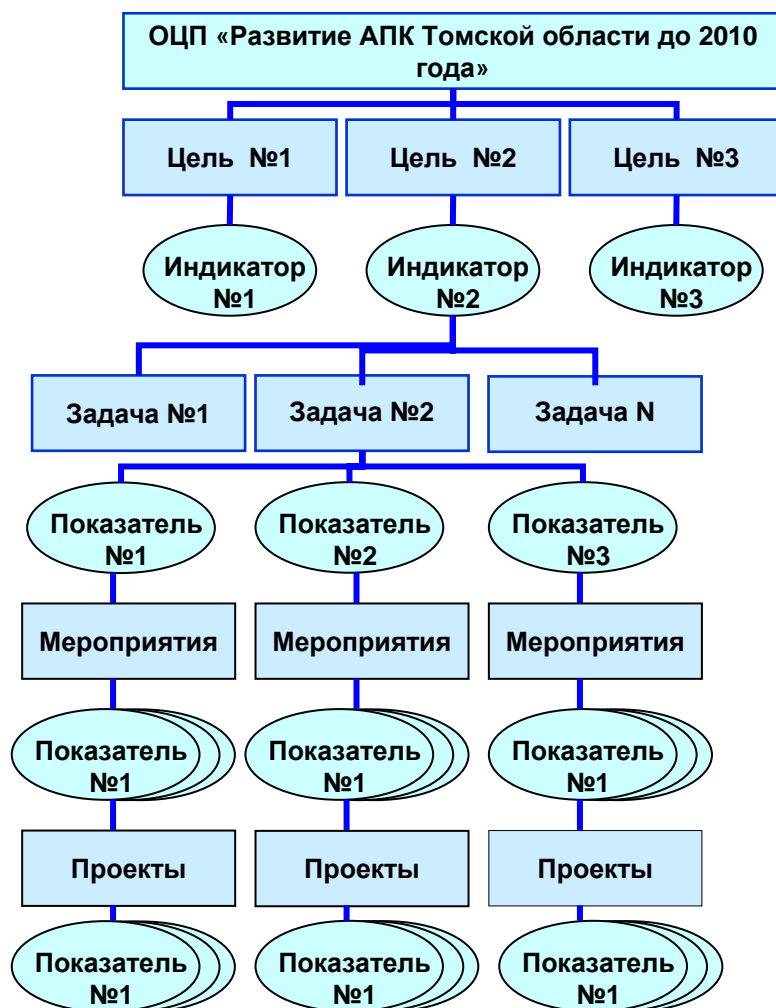 ОЦП «Развитие АПК Томской области до 2010
года»
Цель №1
Цель №2
Цель №3
Индикатор
№1
Индикатор
№2
Индикатор
№3
Задача №1
Задача №2
Задача N
Показатель
№1
Показатель
№2
Показатель
№3
Мероприятия
Мероприятия
Мероприятия
Показатель
№1
Показатель
№1
Показатель
№1
Проекты
Проекты
Проекты
Показатель
№1
Показатель
№1
Показатель
№1